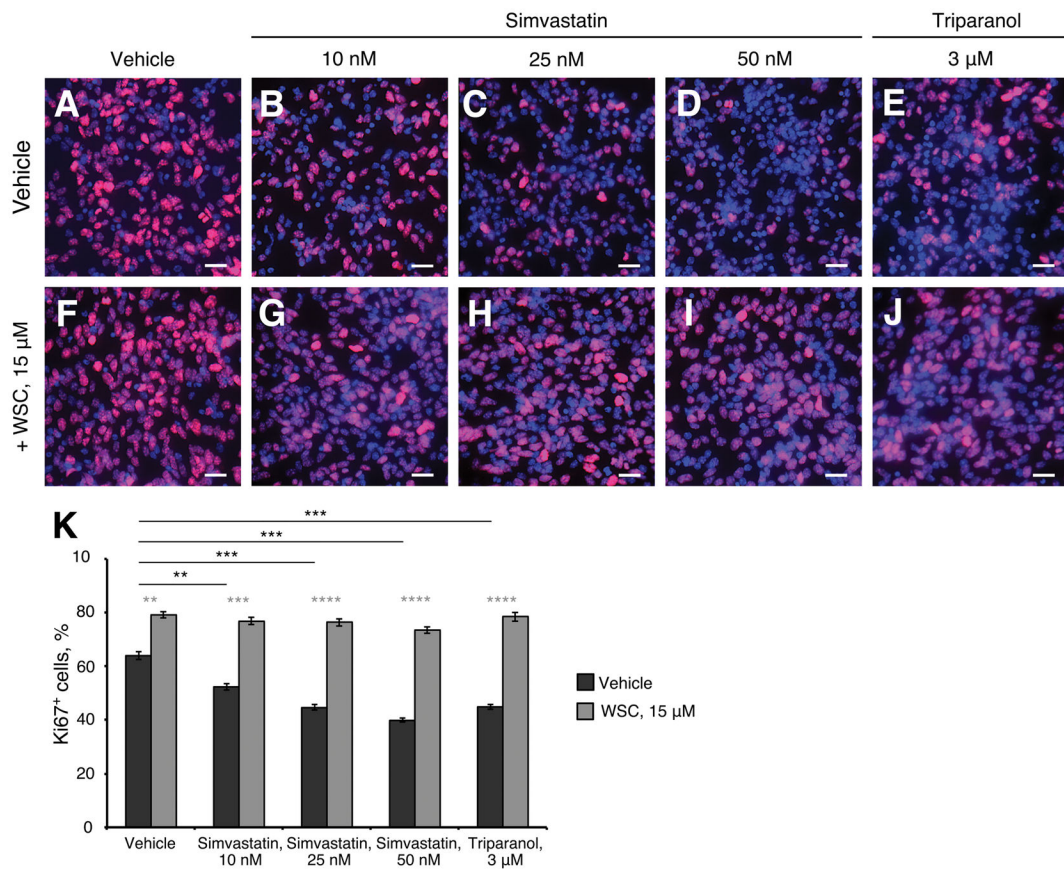 Simvastatin
Triparanol
Vehicle
10 nM
25 nM
50 nM
3 µM
Vehicle
A
B
C
D
E
+ WSC, 15 µM
F
G
H
I
J
K
***
***
***
**
10
80
60
40
20
0
Ki67+ cells, %
**
***
****
****
****
Vehicle
WSC, 15 µM
Vehicle
Simvastatin,
10 nM
Simvastatin,
25 nM
Simvastatin,
50 nM
Triparanol,
3 µM